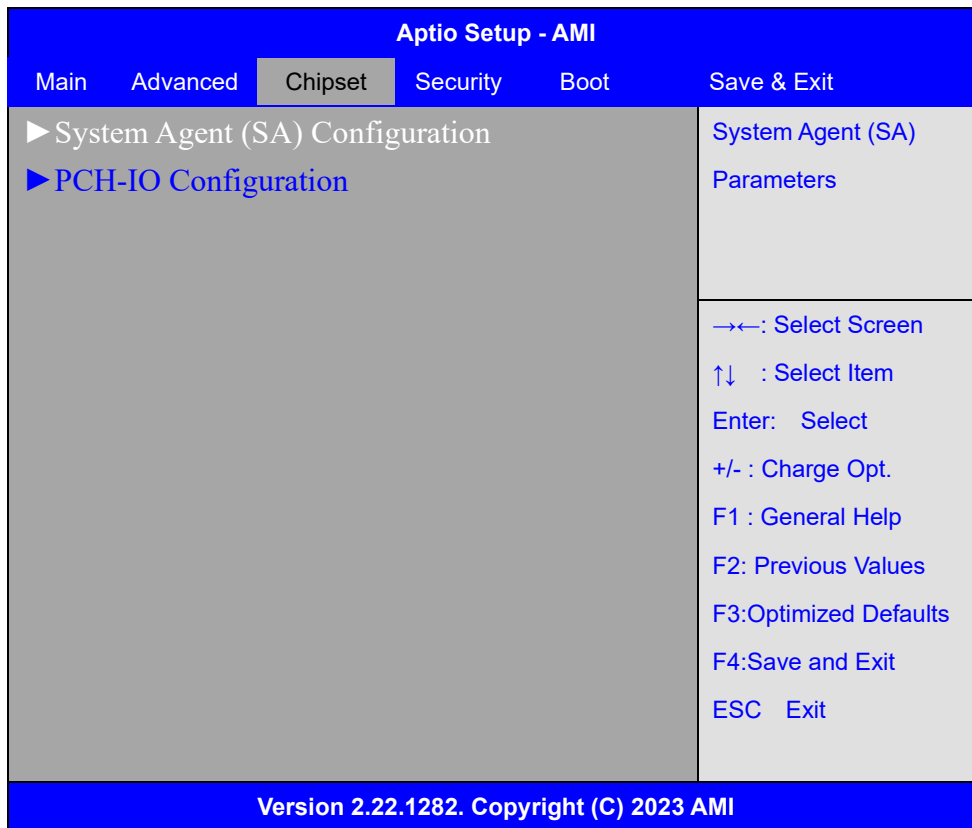 Aptio Setup - AMI
Main Advanced Chipset Security Boot Save & Exit
►System Agent (SA) Configuration
►PCH-IO Configuration
System Agent (SA)
Parameters
→←: Select Screen
↑↓ : Select Item
Enter: Select
+/- : Charge Opt.
F1 : General Help
F2: Previous Values
F3:Optimized Defaults
F4:Save and Exit
ESC Exit
Version 2.22.1282. Copyright (C) 2023 AMI